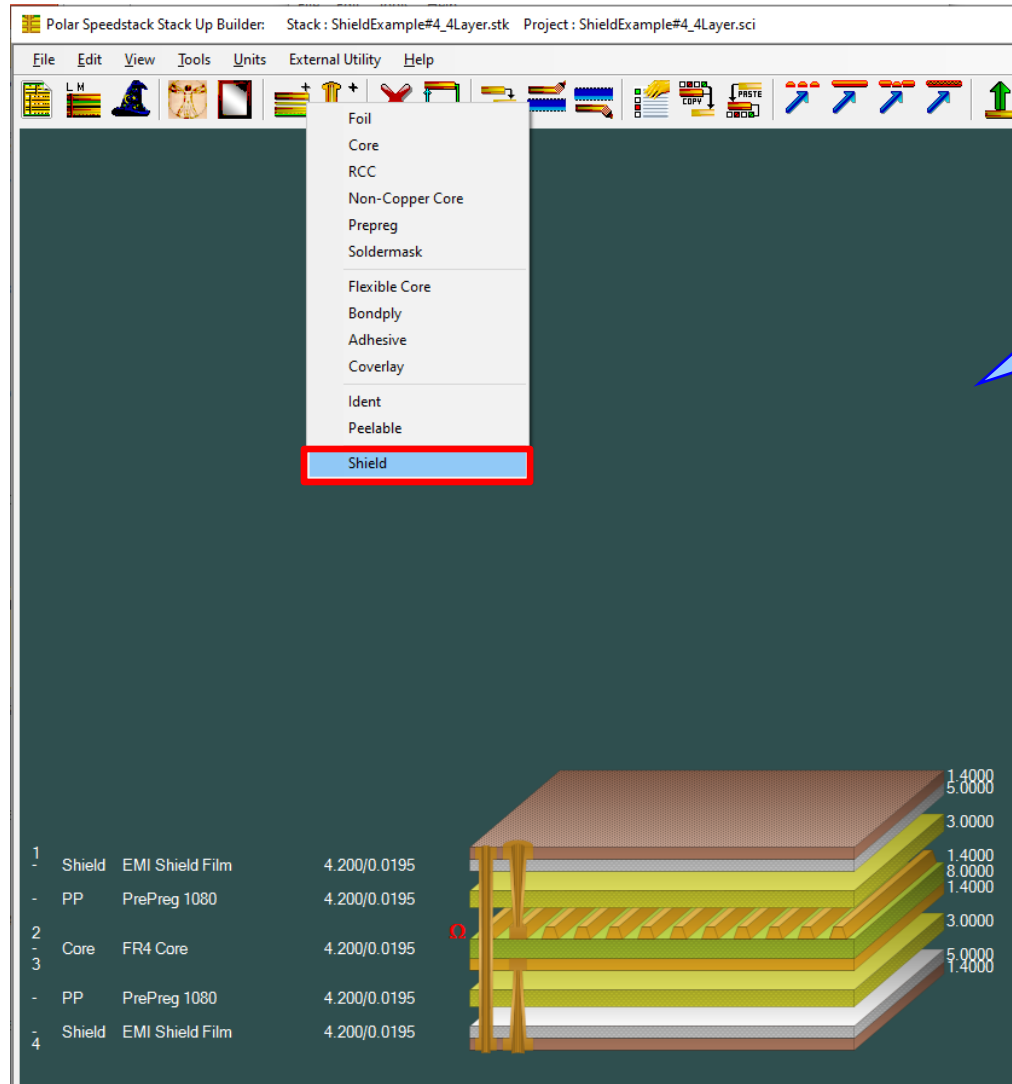 Polar Speedstack Stack Up Builder: Stack : ShieldExample#4_4Layer.stk Project : ShieldExample#4_4Layer.sci
File Edit View Tools Units External Utility Help
L M
COPY
PASTE
Foil
Core
RCC
Non-Copper Core
Prepreg
Soldermask
Flexible Core
Bondply
Adhesive
Coverlay
Ident
Peelable
Shield
1.4000
5.0000
3.0000
1
- Shield EMI Shield Film 4.200/0.0195
1.4000
8.0000
1.4000
- PP PrePreg 1080 4.200/0.0195
3.0000
2
- Core FR4 Core 4.200/0.0195
Ω
3
5.0000
1.4000
- PP PrePreg 1080 4.200/0.0195
- Shield EMI Shield Film 4.200/0.0195
4